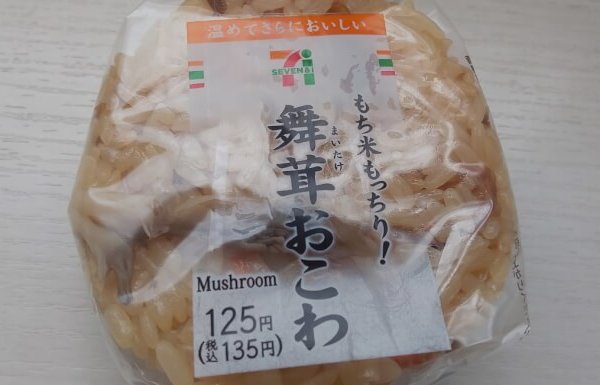 温めてさらにおいしい
SEVEN&i
もち米もっちり!
舞茸おこわ
まいたけ
Mushroom
125円
(税込135円)